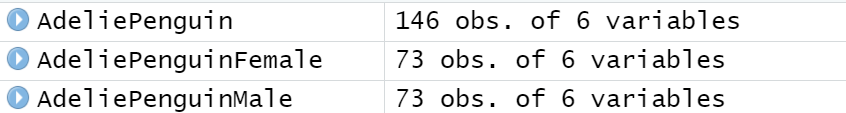 AdeliePenguin 146 obs. of 6 variables
AdeliePenguinFemale 73 obs. of 6 variables
AdeliePenguinMale 73 obs. of 6 variables